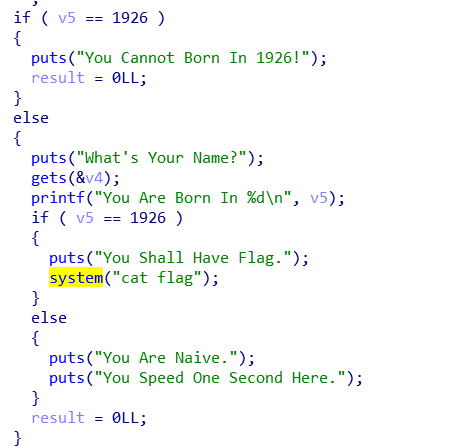 if ( v5 == 1926 )
{
  puts("You Cannot Born In 1926!");
  result = 0LL;
}
else
{
  puts("What's Your Name?");
  gets(&v4);
  printf("You Are Born In %d\n", v5);
  if ( v5 == 1926 )
  {
    puts("You Shall Have Flag.");
    system("cat flag");
  }
  else
  {
    puts("You Are Naive.");
    puts("You Speed One Second Here.");
  }
  result = 0LL;
}